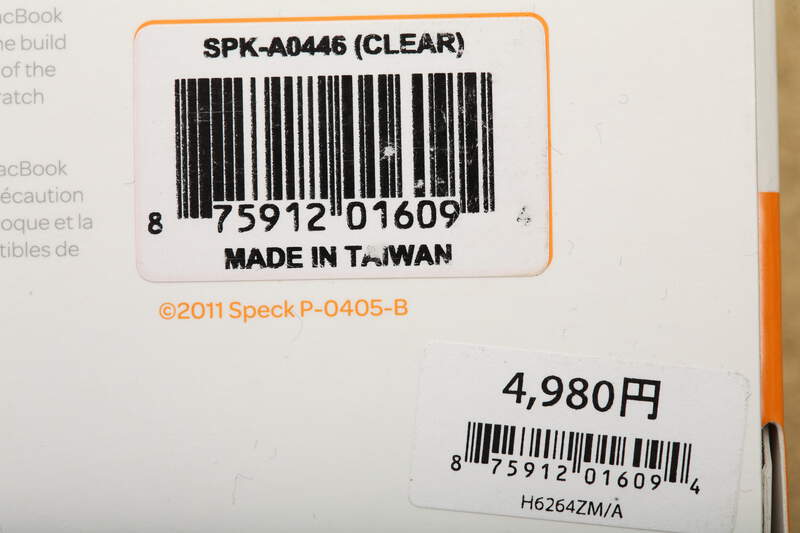 acBook
ne build
of the
ratch
acBook
écaution
oque et la
tibles de
SPK-A0446 (CLEAR)
8 75912 01609 4
MADE IN TAIWAN
©2011 Speck P-0405-B
4,980円
8 75912 01609 4
H6264ZM/A